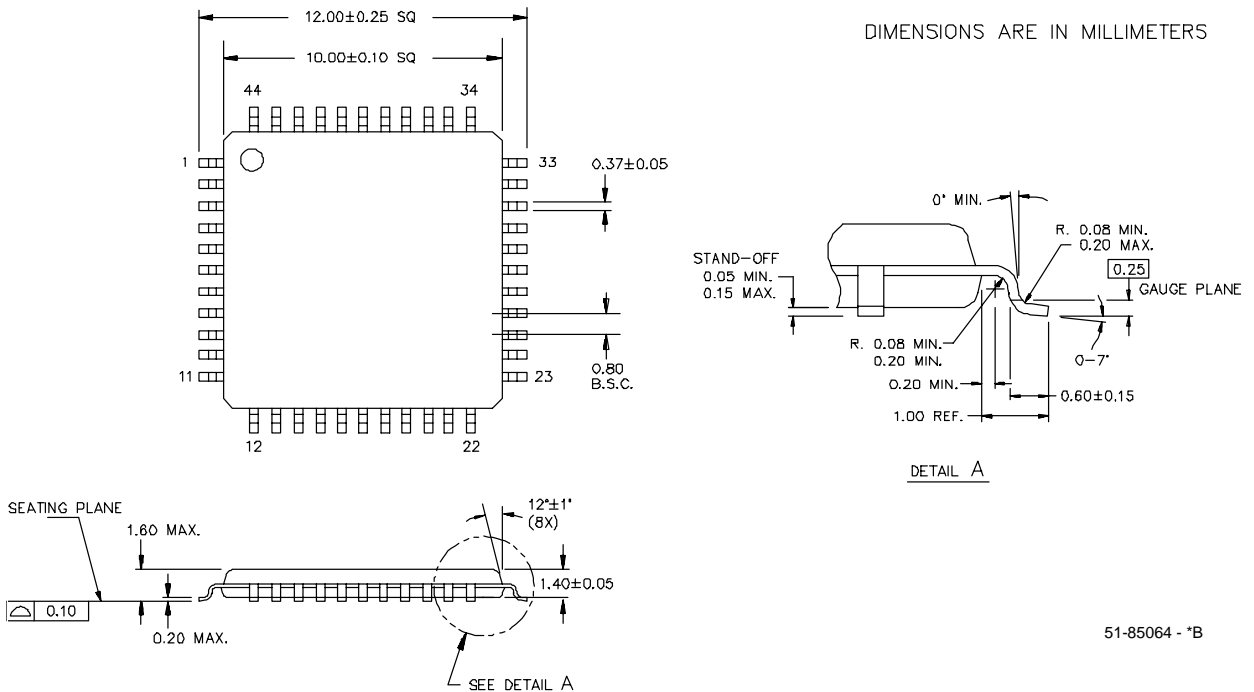 12.00±0.25 SQ
DIMENSIONS ARE IN MILLIMETERS
10.00±0.10 SQ
44
34
1
33
0.37±0.05
0.80
B.S.C.
11
23
12
22
0° MIN.
R. 0.08 MIN.
0.20 MAX.
STAND-OFF
0.05 MIN.
0.15 MAX.
0.25
GAUGE PLANE
R. 0.08 MIN.
0.20 MIN.
0-7°
0.20 MIN.
0.60±0.15
1.00 REF.
DETAIL A
SEATING PLANE
1.60 MAX.
12°±1°
(8X)
1.40±0.05
0.10
0.20 MAX.
SEE DETAIL A
51-85064 - *B